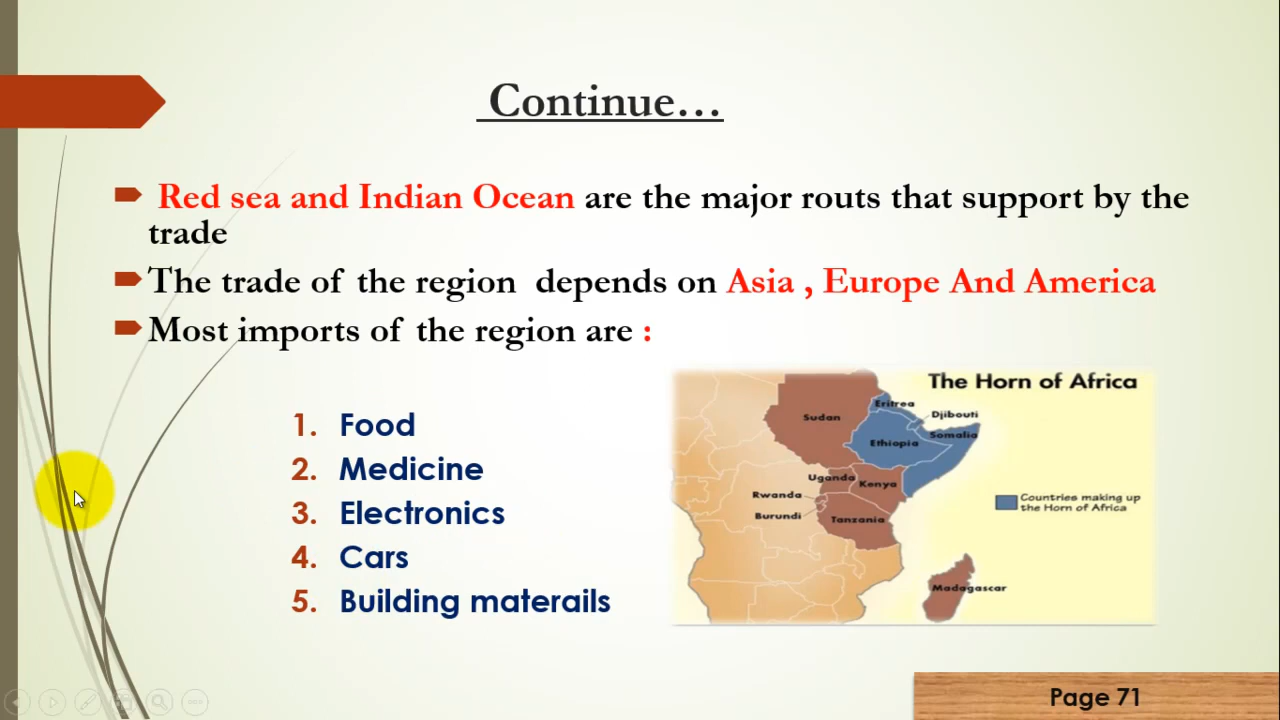 Continue...
Red sea and Indian Ocean are the major routs that support by the
trade
The trade of the region depends on Asia , Europe And America
Most imports of the region are :
1. Food
2. Medicine
3. Electronics
4. Cars
5. Building materails
The Horn of Africa
Eritrea
Sudan
Djibouti
Somalia
Ethiopia
Uganda
Kenya
Rwanda
Burundi
Tanzania
Countries making up
the Horn of Africa
Madagascar
Page 71